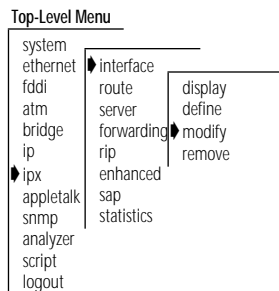 Top-Level Menu
system
ethernet
fddi
atm
bridge
ip
ipx
appletalk
snmp
analyzer
script
logout
interface
route
server
forwarding
rip
enhanced
sap
statistics
display
define
modify
remove